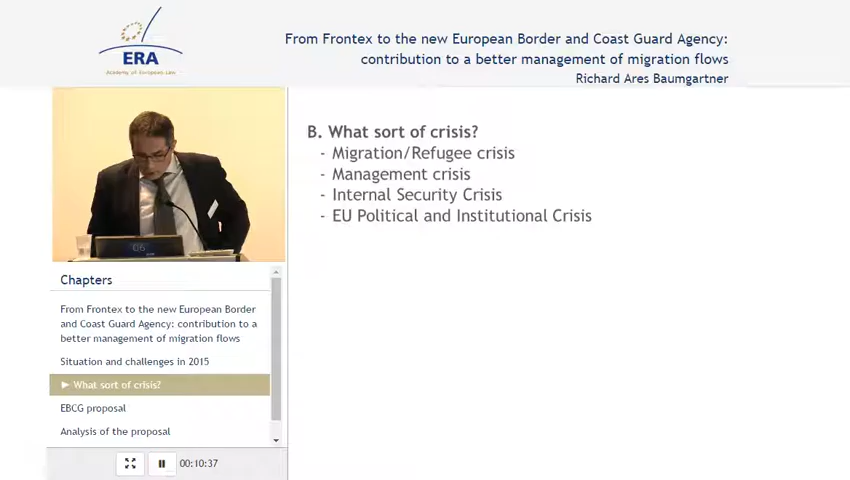 ERA
Academy of European Law
From Frontex to the new European Border and Coast Guard Agency:
contribution to a better management of migration flows
Richard Ares Baumgartner
B. What sort of crisis?
- Migration/Refugee crisis
- Management crisis
- Internal Security Crisis
- EU Political and Institutional Crisis
Chapters
From Frontex to the new European Border
and Coast Guard Agency: contribution to a
better management of migration flows
Situation and challenges in 2015
► What sort of crisis?
EBCG proposal
Analysis of the proposal
00:10:37